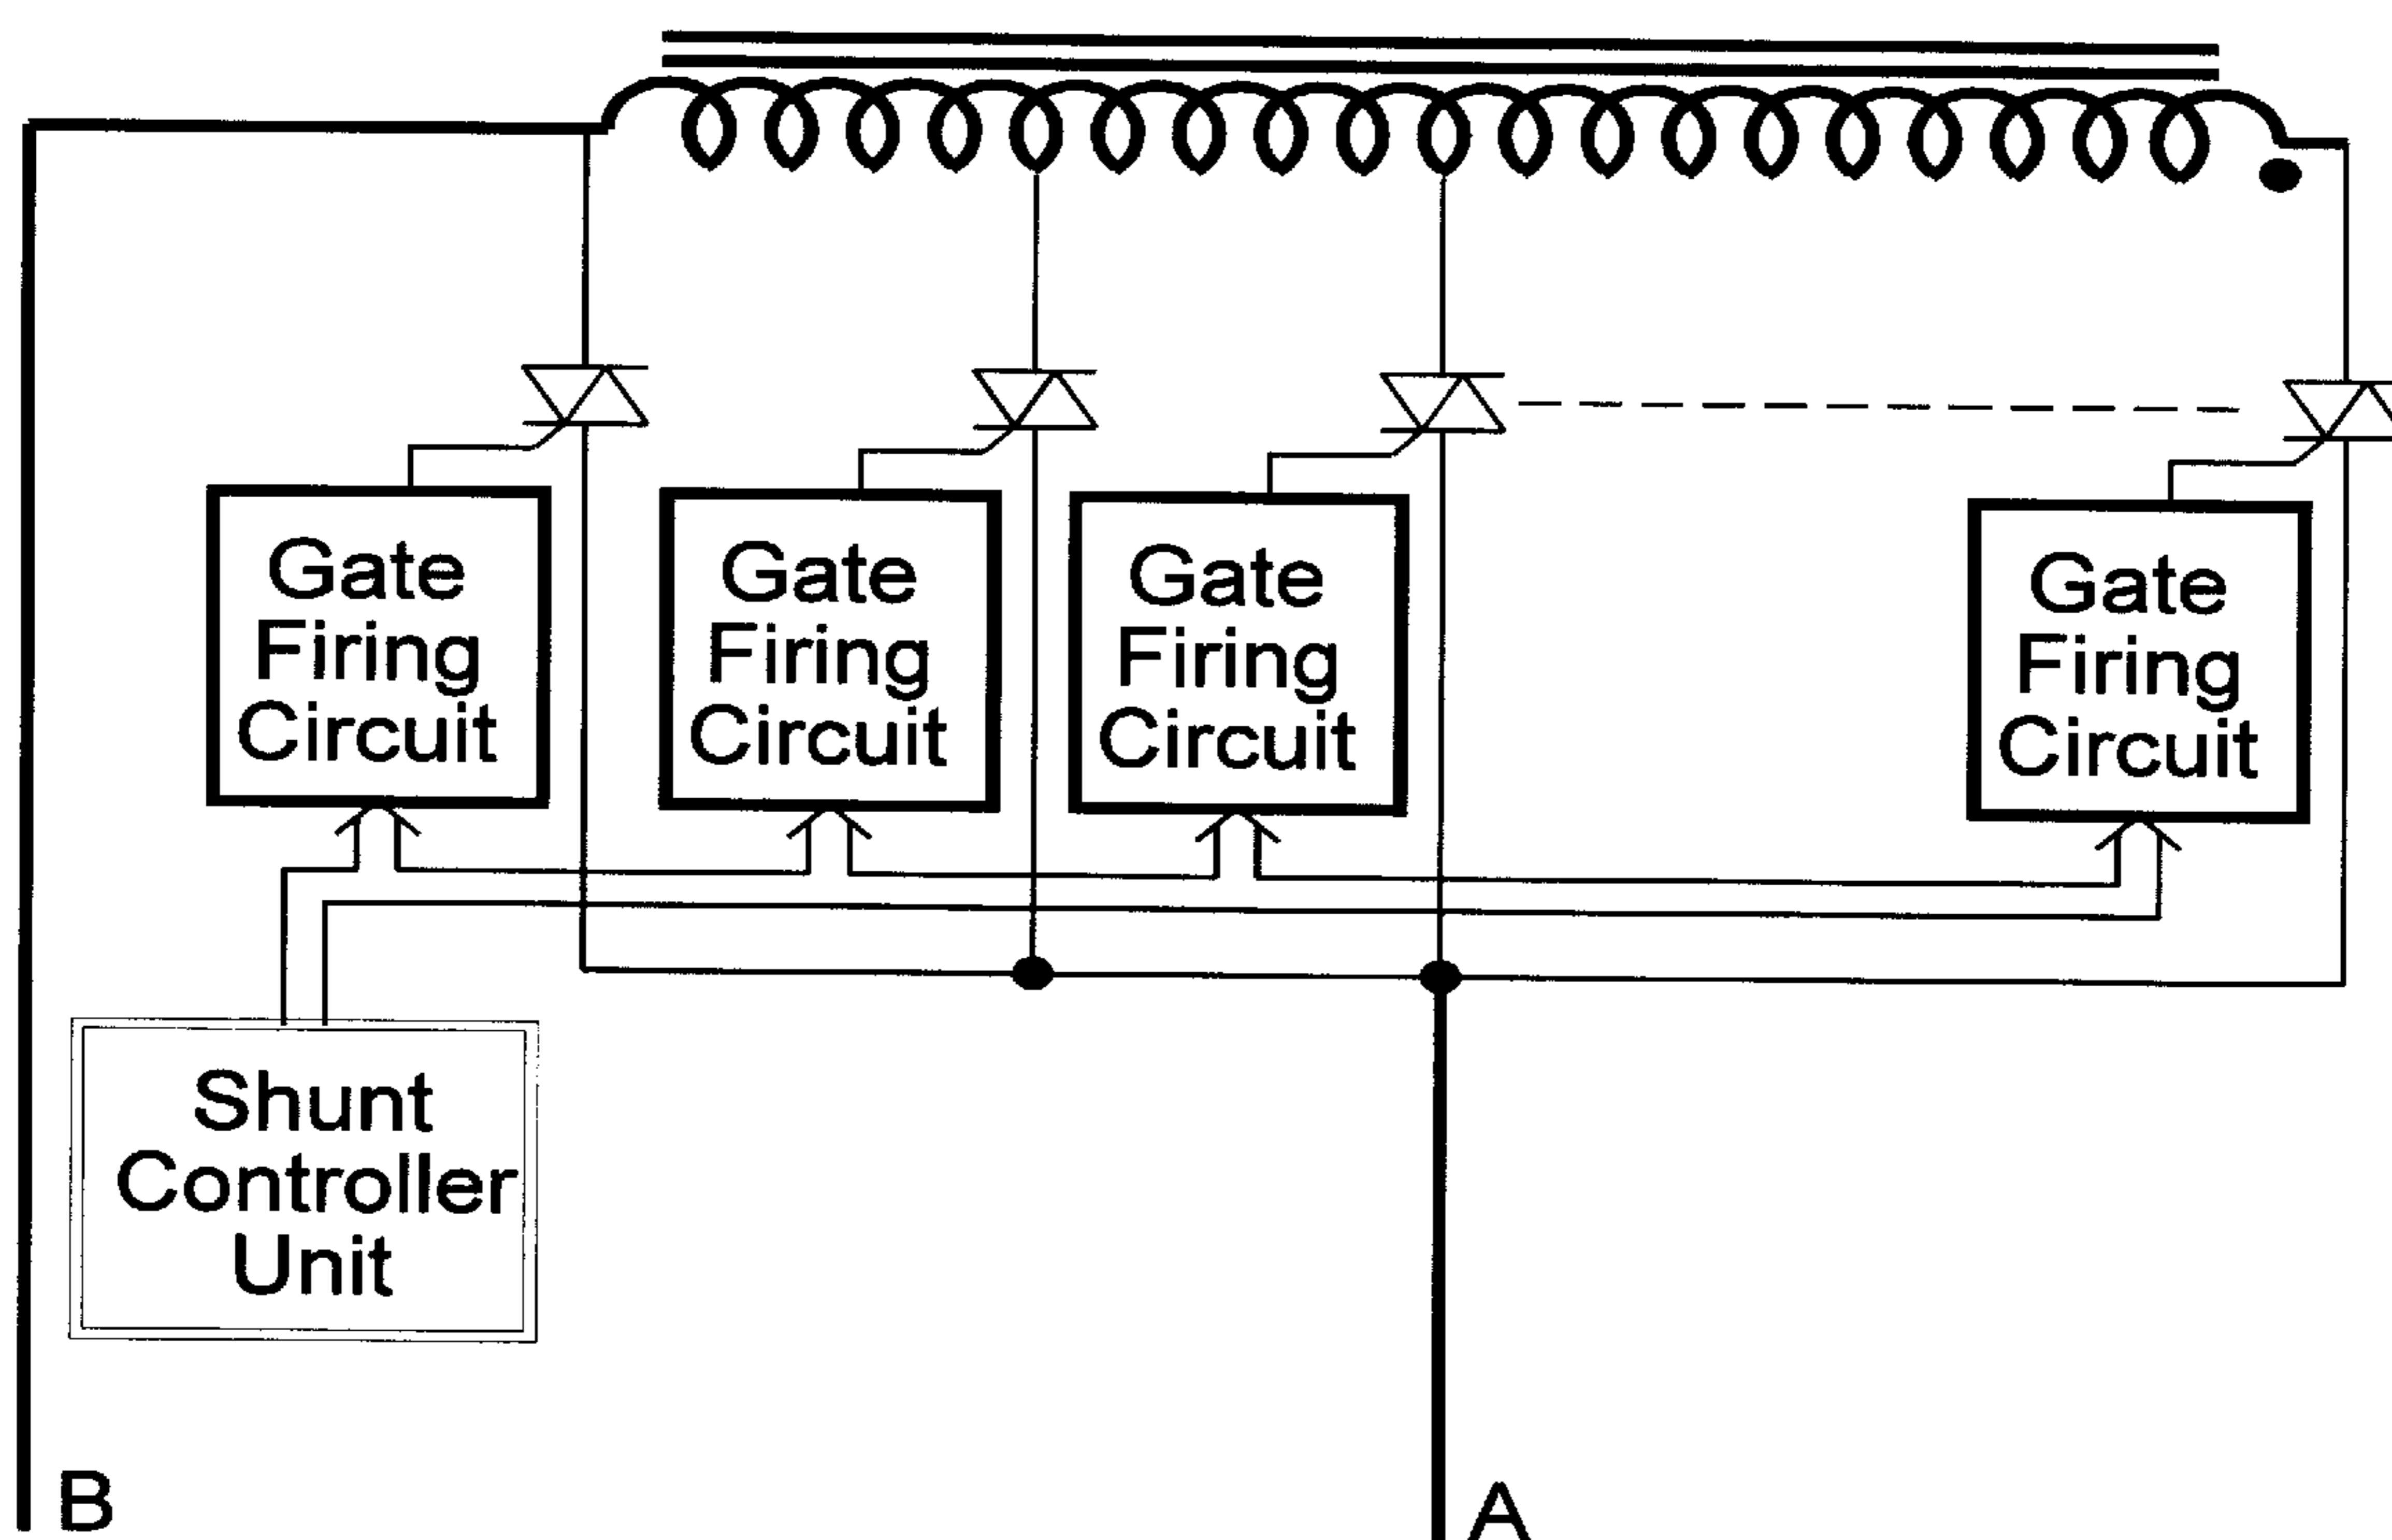 Gate
Firing
Circuit
Gate
Firing
Circuit
Gate
Firing
Circuit
Gate
Firing
Circuit
Shunt
Controller
Unit
B
A